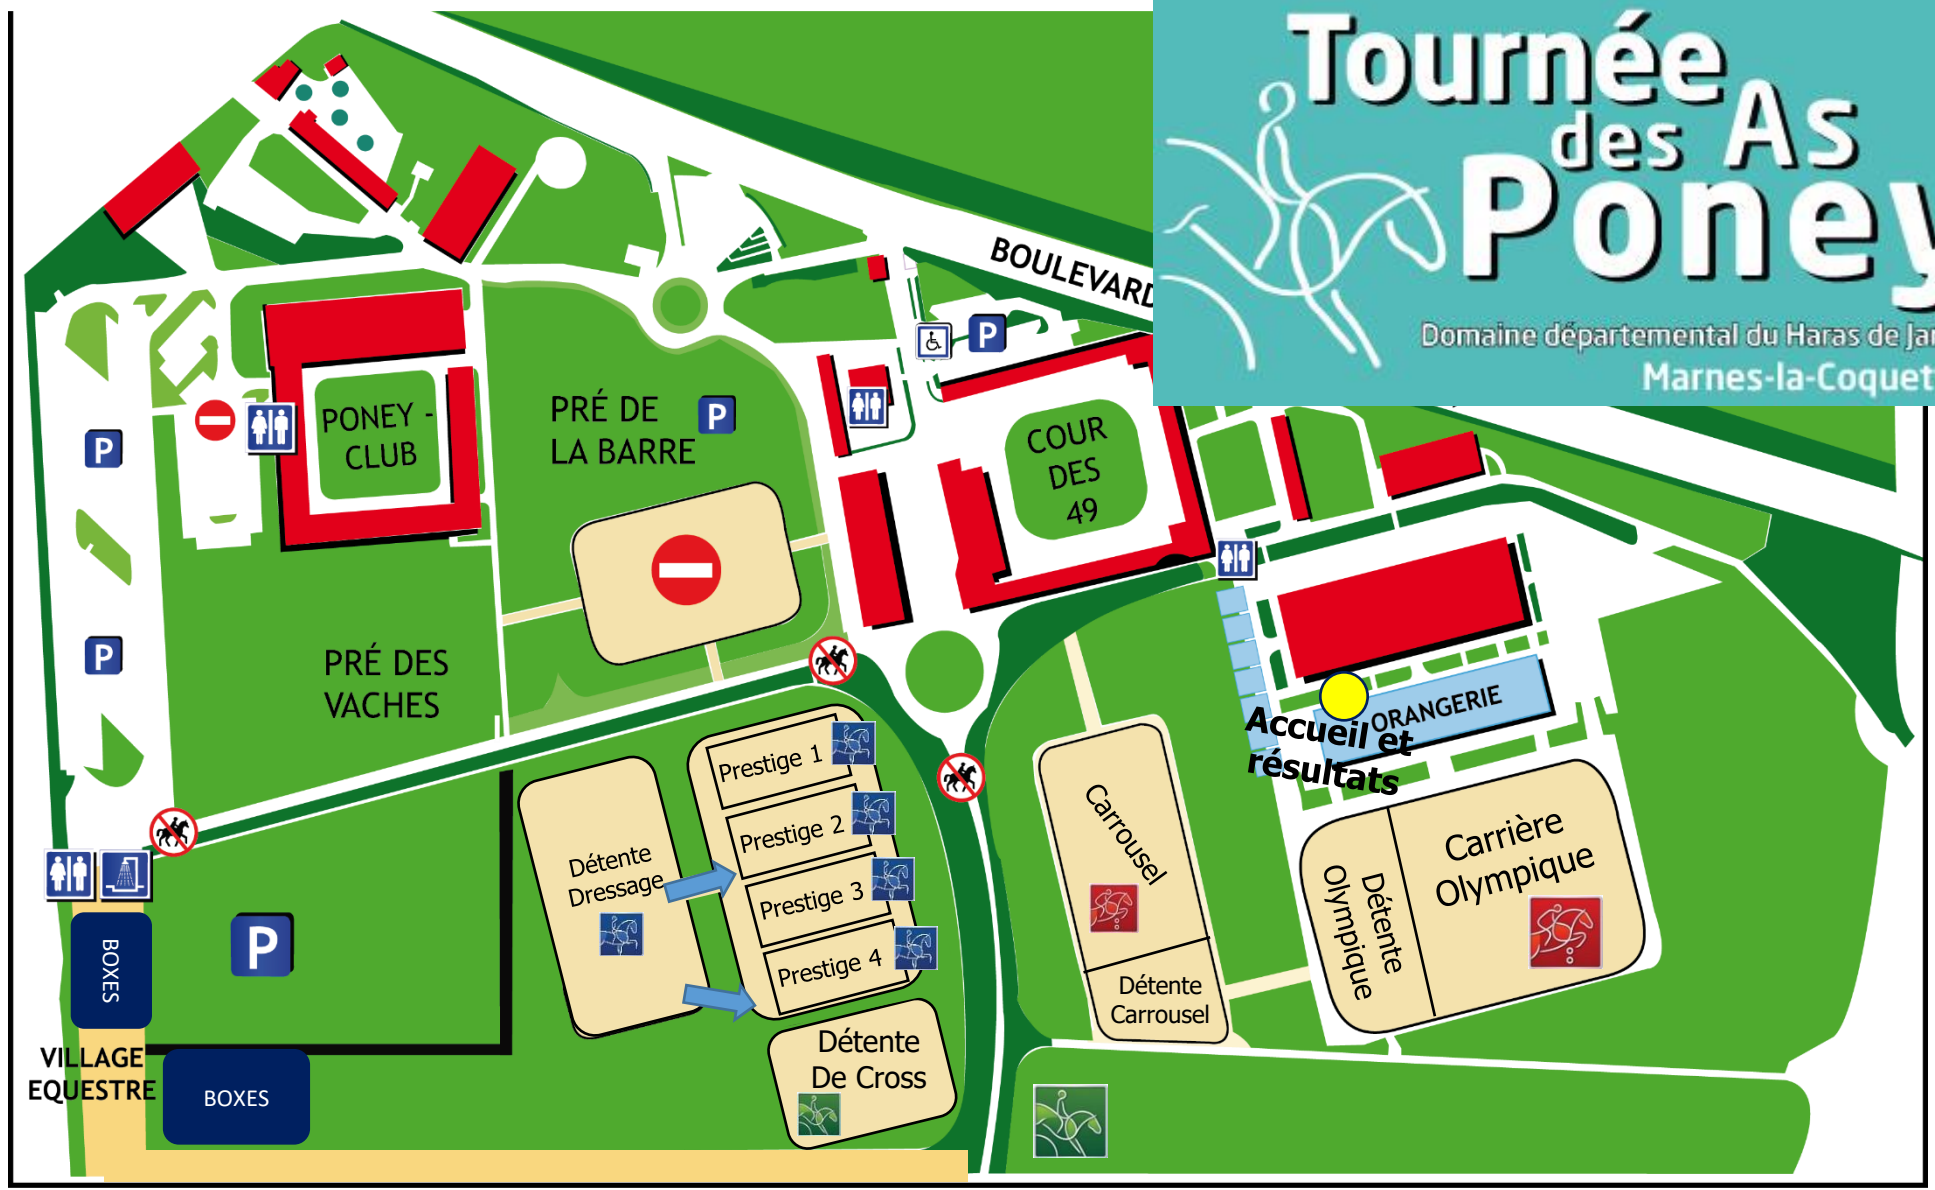 Tournée
des As
Poney
Domaine départemental du Haras de Jar
Marnes-la-Coquet
BOULEVARD
P
PONEY -
CLUB
PRÉ DE
LA BARRE
P
COUR
DES
49
P
P
PRÉ DES
VACHES
ORANGERIE
Accueil et
résultats
Prestige 1
Prestige 2
Prestige 3
Prestige 4
Détente
Dressage
Carrousel
Détente
Carrousel
Détente
Olympique
Carrière
Olympique
P
BOXES
VILLAGE
EQUESTRE
BOXES
Détente
De Cross